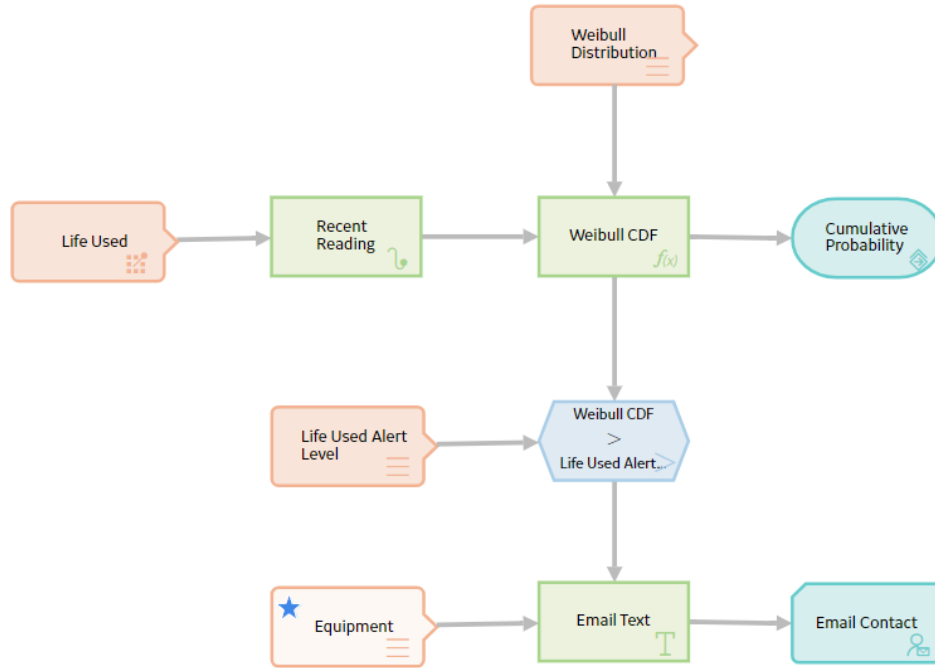 Weibull
Distribution
Life Used
Recent
Reading
Weibull CDF
f(x)
Cumulative
Probability
Life Used Alert
Level
Weibull CDF
>
Life Used Alert...
Equipment
Email Text
T
Email Contact